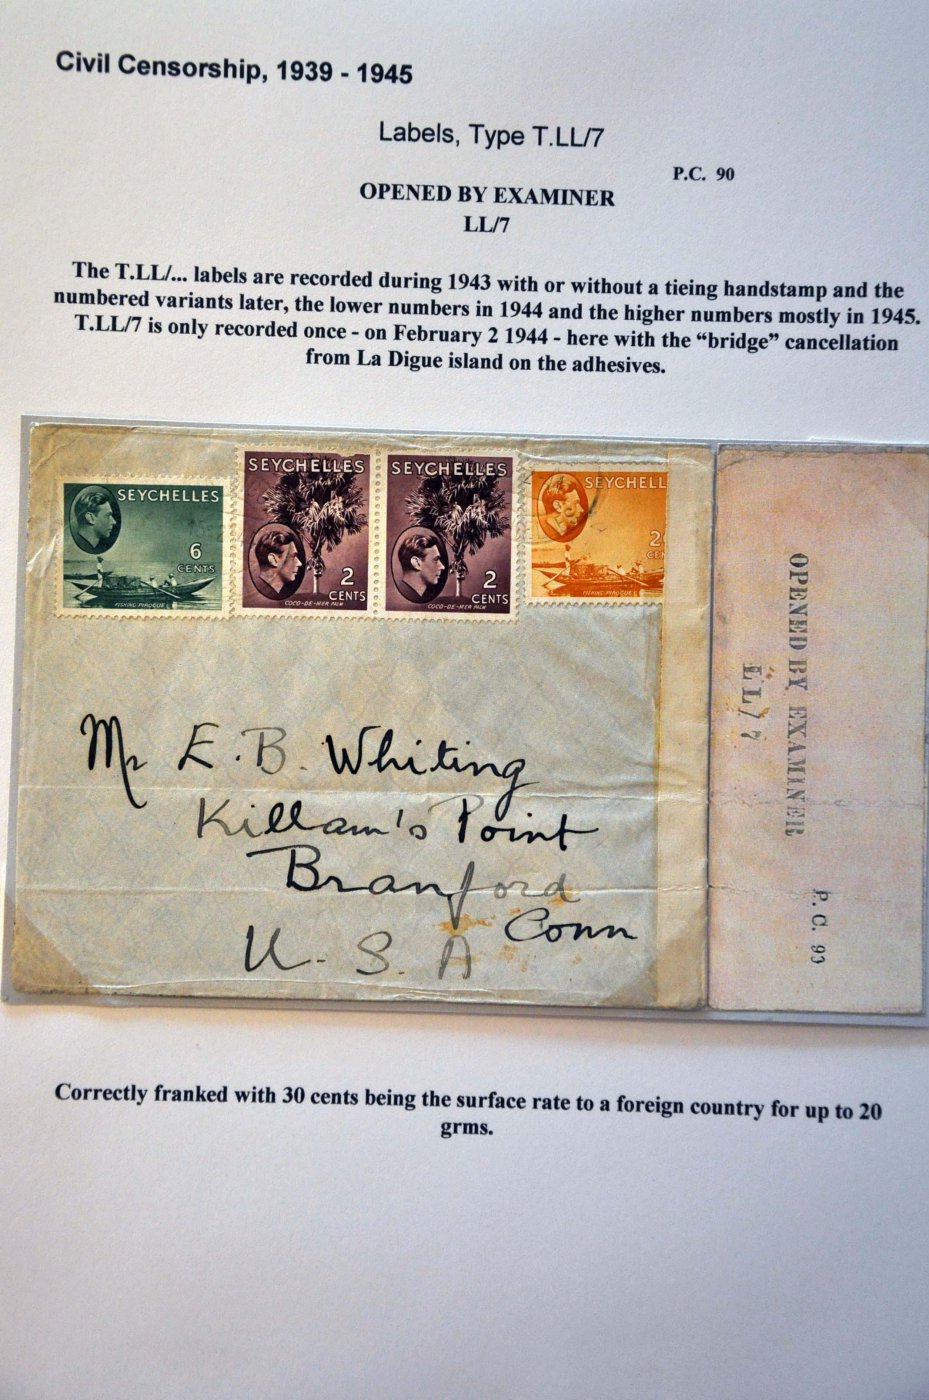 Civil Censorship, 1939 - 1945
Labels, Type T.LL/7
P.C. 90
OPENED BY EXAMINER
LL/7
The T.LL/... labels are recorded during 1943 with or without a tieing handstamp and the
numbered variants later, the lower numbers in 1944 and the higher numbers mostly in 1945.
T.LL/7 is only recorded once - on February 2 1944 - here with the “bridge” cancellation
from La Digue island on the adhesives.
SEYCHELLES
6
CENTS
FISHING PIROGUE
SEYCHELLES
2
CENTS
COCO-DE-MER PALM
SEYCHELLES
2
CENTS
COCO-DE-MER PALM
SEYCHELL
2
CEN
FISHING PIROGUE
Mr E. B. Whiting
Killam's Point
Branford
Conn
U. S. A
OPENED BY EXAMINER
LL/7
P. C. 90
Correctly franked with 30 cents being the surface rate to a foreign country for up to 20
grms.